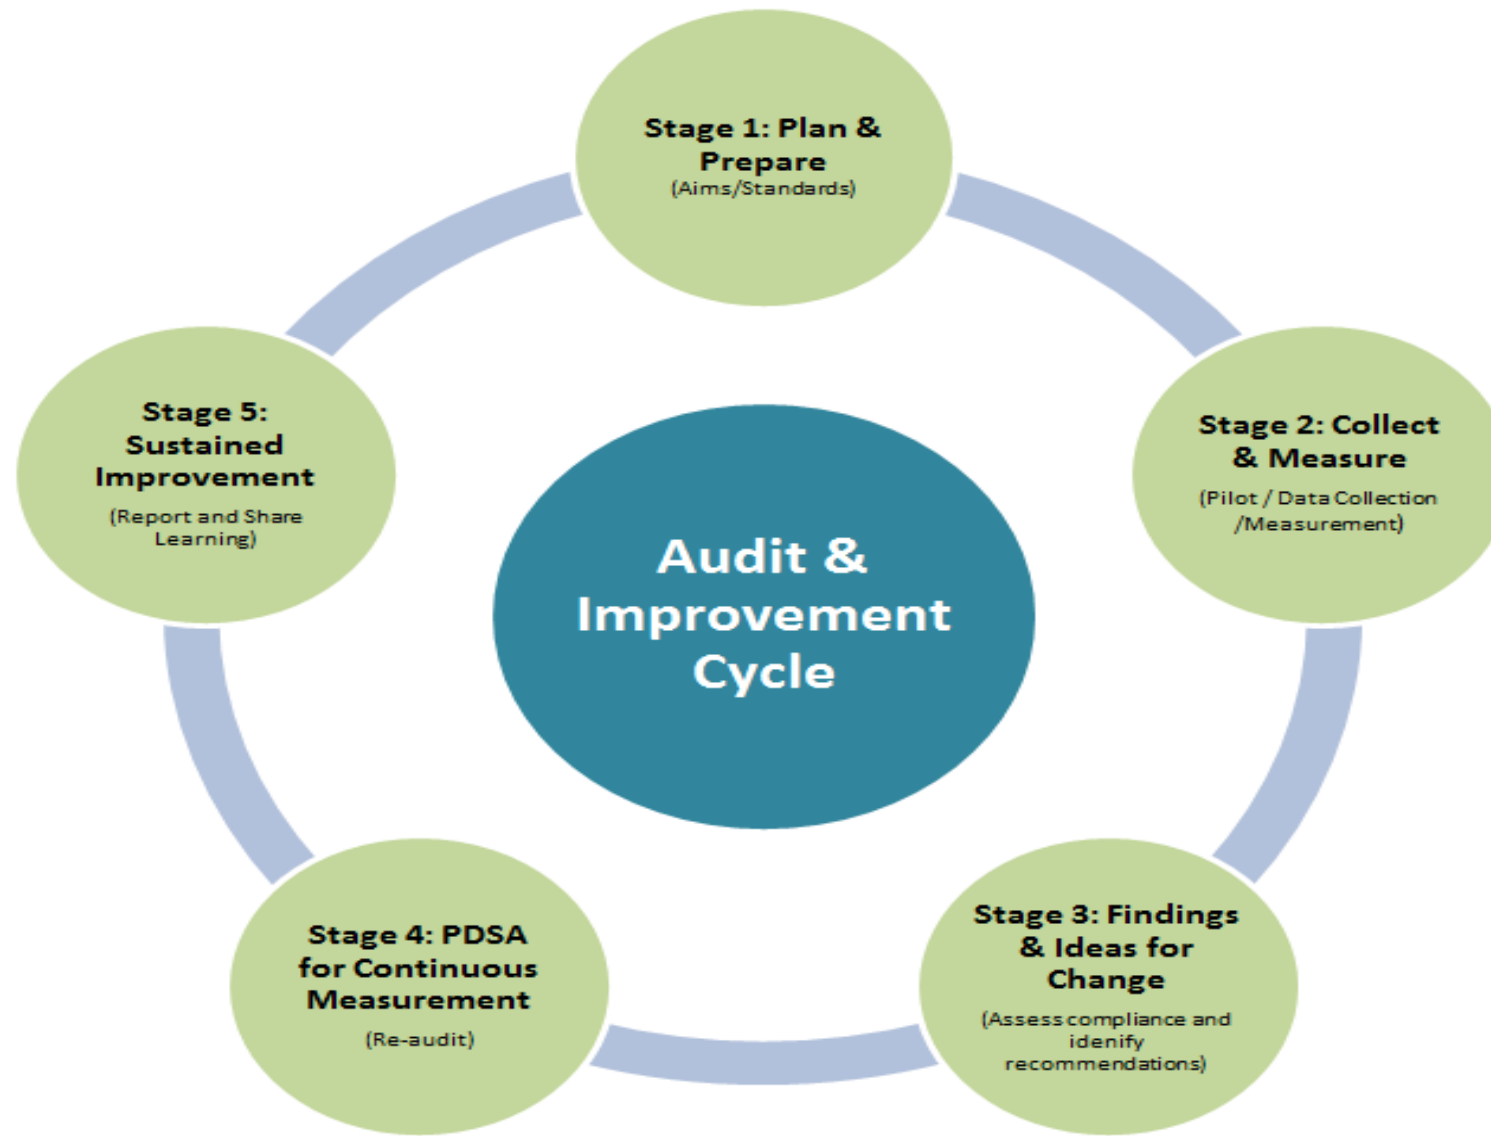 Stage 1: Plan &
Prepare
(Aims/Standards)
Stage 2: Collect
& Measure
(Pilot / Data Collection
/Measurement)
Stage 3: Findings
& Ideas for
Change
(Assess compliance and
idenify
recommendations)
Stage 4: PDSA
for Continuous
Measurement
(Re-audit)
Stage 5:
Sustained
Improvement
(Report and Share
Learning)
Audit &
Improvement
Cycle